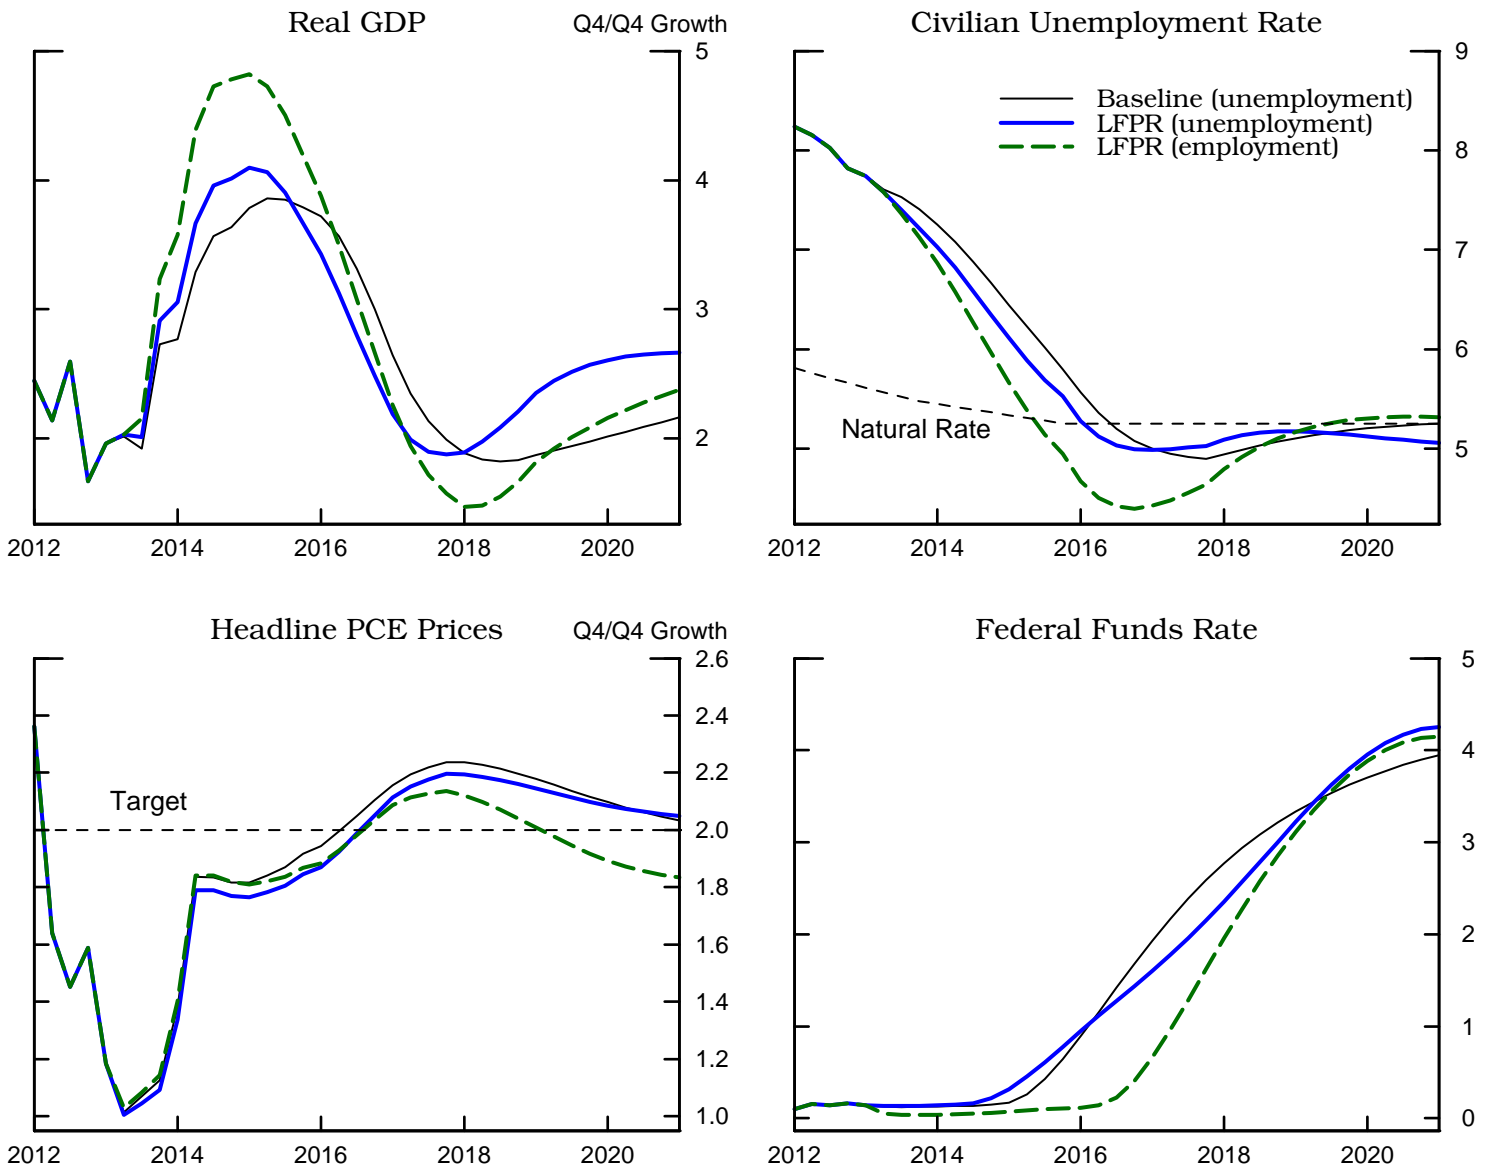 Real GDP
Q4/Q4 Growth
5
4
3
2
2012 2014 2016 2018 2020
Civilian Unemployment Rate
9
Baseline (unemployment)
LFPR (unemployment)
LFPR (employment)
8
7
6
Natural Rate
5
2012 2014 2016 2018 2020
Headline PCE Prices
Q4/Q4 Growth
2.6
2.4
2.2
Target
2.0
1.8
1.6
1.4
1.2
1.0
2012 2014 2016 2018 2020
Federal Funds Rate
5
4
3
2
1
0
2012 2014 2016 2018 2020